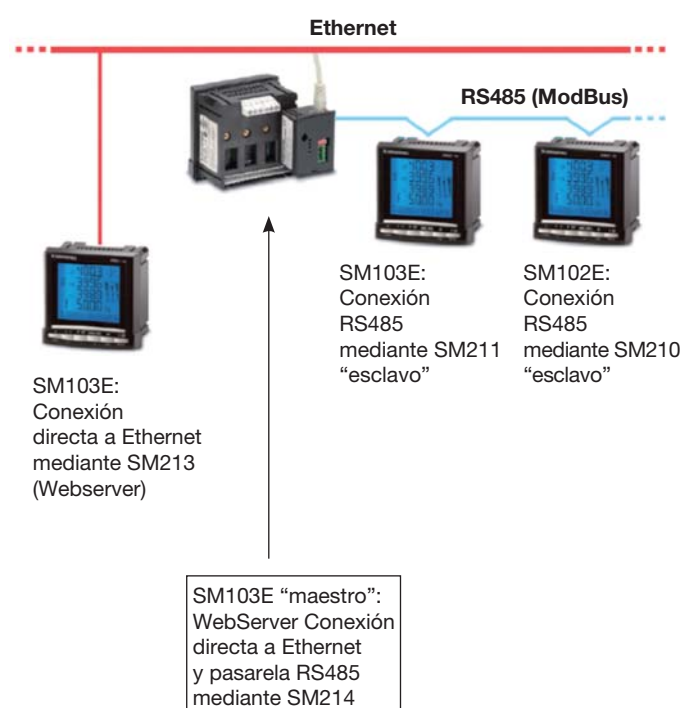 Ethernet
RS485 (ModBus)
SM103E:
Conexión
RS485
mediante SM211
“esclavo”
SM102E:
Conexión
RS485
mediante SM210
“esclavo”
SM103E:
Conexión
directa a Ethernet
mediante SM213
(Webserver)
SM103E “maestro”:
WebServer Conexión
directa a Ethernet
y pasarela RS485
mediante SM214